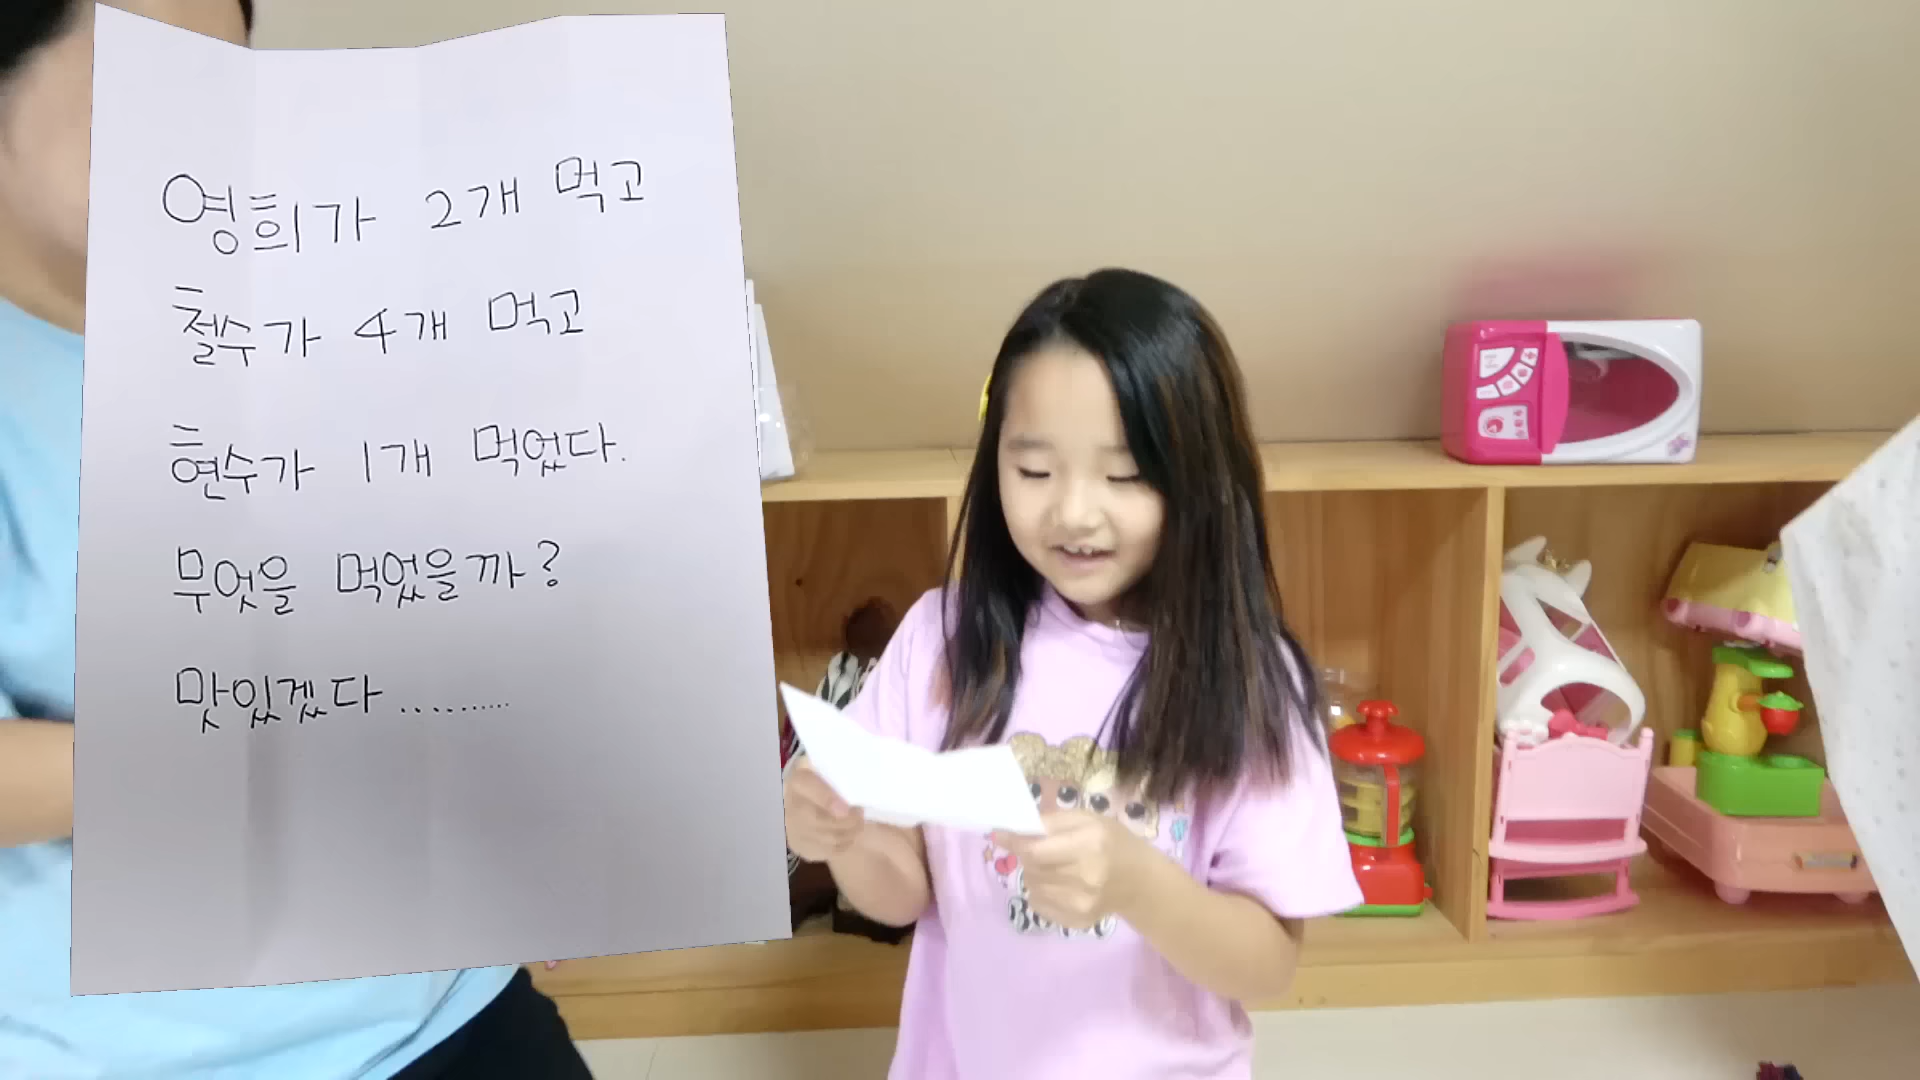 영희가 2개 먹고
철수가 4개 먹고
현수가 1개 먹었다.
무엇을 먹었을까?
맛있겠다..........